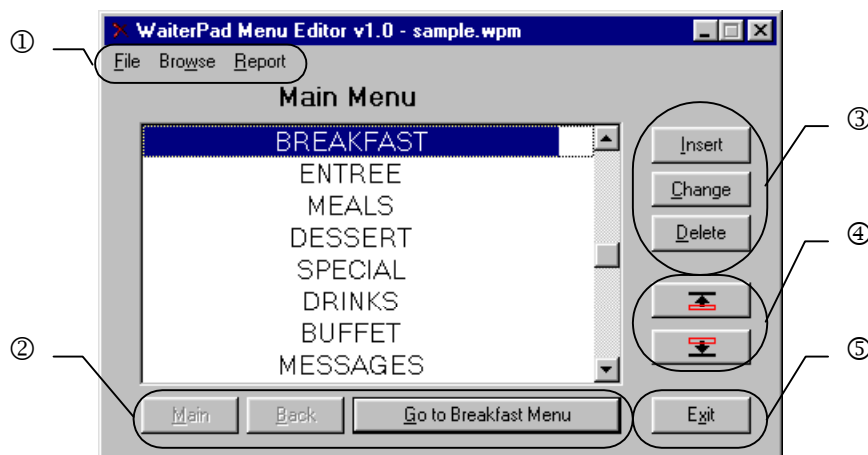 WaiterPad Menu Editor v1.0 - sample.wpm
①
File Browse Report
Main Menu
BREAKFAST
ENTREE
MEALS
DESSERT
SPECIAL
DRINKS
BUFFET
MESSAGES
Insert
Change
Delete
③
④
②
Main Back Go to Breakfast Menu
Exit
⑤